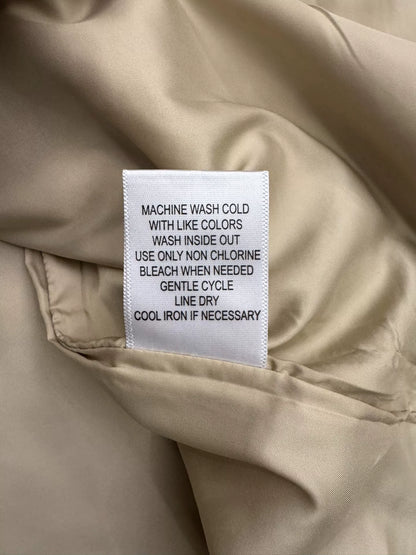 MACHINE WASH COLD
WITH LIKE COLORS
WASH INSIDE OUT
USE ONLY NON CHLORINE
BLEACH WHEN NEEDED
GENTLE CYCLE
LINE DRY
COOL IRON IF NECESSARY